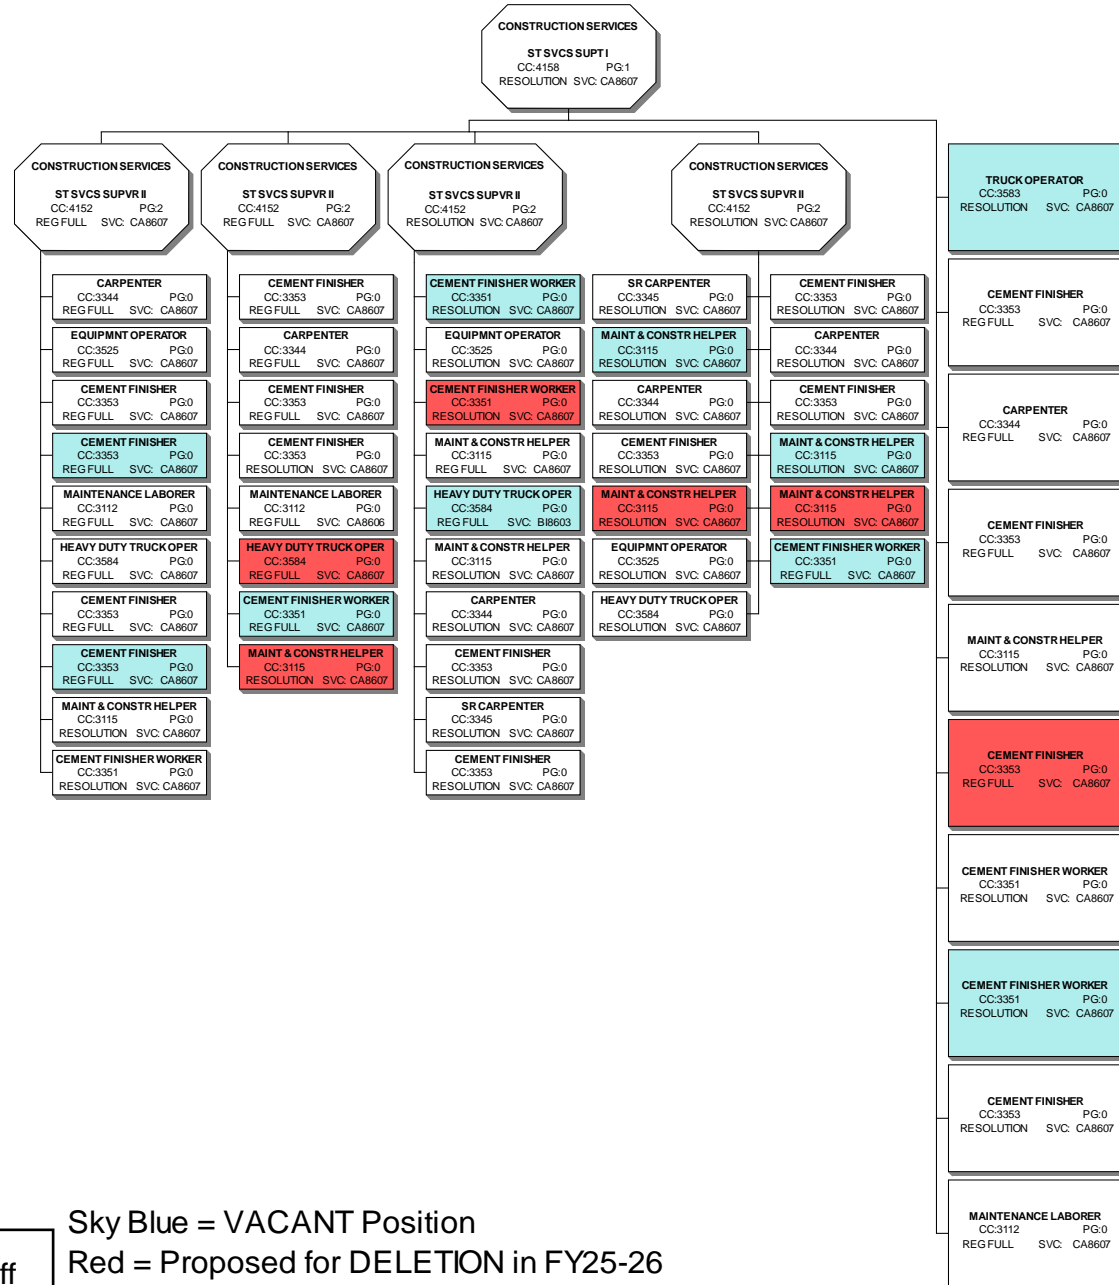 CONSTRUCTION SERVICES
ST SVCS SUPT I
CC:4158 PG:1
RESOLUTION SVC: CA8607
CONSTRUCTION SERVICES
ST SVCS SUPVR II
CC:4152 PG:2
REG FULL SVC: CA8607
CARPENTER
CC:3344 PG:0
REG FULL SVC: CA8607
EQUIPMNT OPERATOR
CC:3525 PG:0
REG FULL SVC: CA8607
CEMENT FINISHER
CC:3353 PG:0
REG FULL SVC: CA8607
CEMENT FINISHER
CC:3353 PG:0
REG FULL SVC: CA8607
MAINTENANCE LABORER
CC:3112 PG:0
REG FULL SVC: CA8607
HEAVY DUTY TRUCK OPER
CC:3584 PG:0
REG FULL SVC: CA8607
CEMENT FINISHER
CC:3353 PG:0
REG FULL SVC: CA8607
CEMENT FINISHER
CC:3353 PG:0
REG FULL SVC: CA8607
MAINT & CONSTR HELPER
CC:3115 PG:0
RESOLUTION SVC: CA8607
CEMENT FINISHER WORKER
CC:3351 PG:0
RESOLUTION SVC: CA8607
CONSTRUCTION SERVICES
ST SVCS SUPVR II
CC:4152 PG:2
REG FULL SVC: CA8607
CEMENT FINISHER
CC:3353 PG:0
REG FULL SVC: CA8607
CARPENTER
CC:3344 PG:0
REG FULL SVC: CA8607
CEMENT FINISHER
CC:3353 PG:0
REG FULL SVC: CA8607
CEMENT FINISHER
CC:3353 PG:0
RESOLUTION SVC: CA8607
MAINTENANCE LABORER
CC:3112 PG:0
REG FULL SVC: CA8606
HEAVY DUTY TRUCK OPER
CC:3584 PG:0
REG FULL SVC: CA8607
CEMENT FINISHER WORKER
CC:3351 PG:0
REG FULL SVC: CA8607
MAINT & CONSTR HELPER
CC:3115 PG:0
RESOLUTION SVC: CA8607
CONSTRUCTION SERVICES
ST SVCS SUPVR II
CC:4152 PG:2
RESOLUTION SVC: CA8607
CEMENT FINISHER WORKER
CC:3351 PG:0
RESOLUTION SVC: CA8607
EQUIPMNT OPERATOR
CC:3525 PG:0
RESOLUTION SVC: CA8607
CEMENT FINISHER WORKER
CC:3351 PG:0
RESOLUTION SVC: CA8607
MAINT & CONSTR HELPER
CC:3115 PG:0
REG FULL SVC: CA8607
HEAVY DUTY TRUCK OPER
CC:3584 PG:0
REG FULL SVC: BI8603
MAINT & CONSTR HELPER
CC:3115 PG:0
RESOLUTION SVC: CA8607
CARPENTER
CC:3344 PG:0
RESOLUTION SVC: CA8607
CEMENT FINISHER
CC:3353 PG:0
RESOLUTION SVC: CA8607
SR CARPENTER
CC:3345 PG:0
RESOLUTION SVC: CA8607
CEMENT FINISHER
CC:3353 PG:0
RESOLUTION SVC: CA8607
CONSTRUCTION SERVICES
ST SVCS SUPVR II
CC:4152 PG:2
RESOLUTION SVC: CA8607
SR CARPENTER
CC:3345 PG:0
RESOLUTION SVC: CA8607
MAINT & CONSTR HELPER
CC:3115 PG:0
RESOLUTION SVC: CA8607
CARPENTER
CC:3344 PG:0
RESOLUTION SVC: CA8607
CEMENT FINISHER
CC:3353 PG:0
RESOLUTION SVC: CA8607
MAINT & CONSTR HELPER
CC:3115 PG:0
RESOLUTION SVC: CA8607
EQUIPMNT OPERATOR
CC:3525 PG:0
RESOLUTION SVC: CA8607
HEAVY DUTY TRUCK OPER
CC:3584 PG:0
RESOLUTION SVC: CA8607
CEMENT FINISHER
CC:3353 PG:0
RESOLUTION SVC: CA8607
CARPENTER
CC:3344 PG:0
RESOLUTION SVC: CA8607
CEMENT FINISHER
CC:3353 PG:0
RESOLUTION SVC: CA8607
MAINT & CONSTR HELPER
CC:3115 PG:0
RESOLUTION SVC: CA8607
MAINT & CONSTR HELPER
CC:3115 PG:0
RESOLUTION SVC: CA8607
CEMENT FINISHER WORKER
CC:3351 PG:0
REG FULL SVC: CA8607
TRUCK OPERATOR
CC:3583 PG:0
RESOLUTION SVC: CA8607
CEMENT FINISHER
CC:3353 PG:0
REG FULL SVC: CA8607
CARPENTER
CC:3344 PG:0
REG FULL SVC: CA8607
CEMENT FINISHER
CC:3353 PG:0
REG FULL SVC: CA8607
MAINT & CONSTR HELPER
CC:3115 PG:0
RESOLUTION SVC: CA8607
CEMENT FINISHER
CC:3353 PG:0
REG FULL SVC: CA8607
CEMENT FINISHER WORKER
CC:3351 PG:0
RESOLUTION SVC: CA8607
CEMENT FINISHER WORKER
CC:3351 PG:0
RESOLUTION SVC: CA8607
CEMENT FINISHER
CC:3353 PG:0
RESOLUTION SVC: CA8607
MAINTENANCE LABORER
CC:3112 PG:0
REG FULL SVC: CA8607
Sky Blue = VACANT Position
Red = Proposed for DELETION in FY25-26
ff